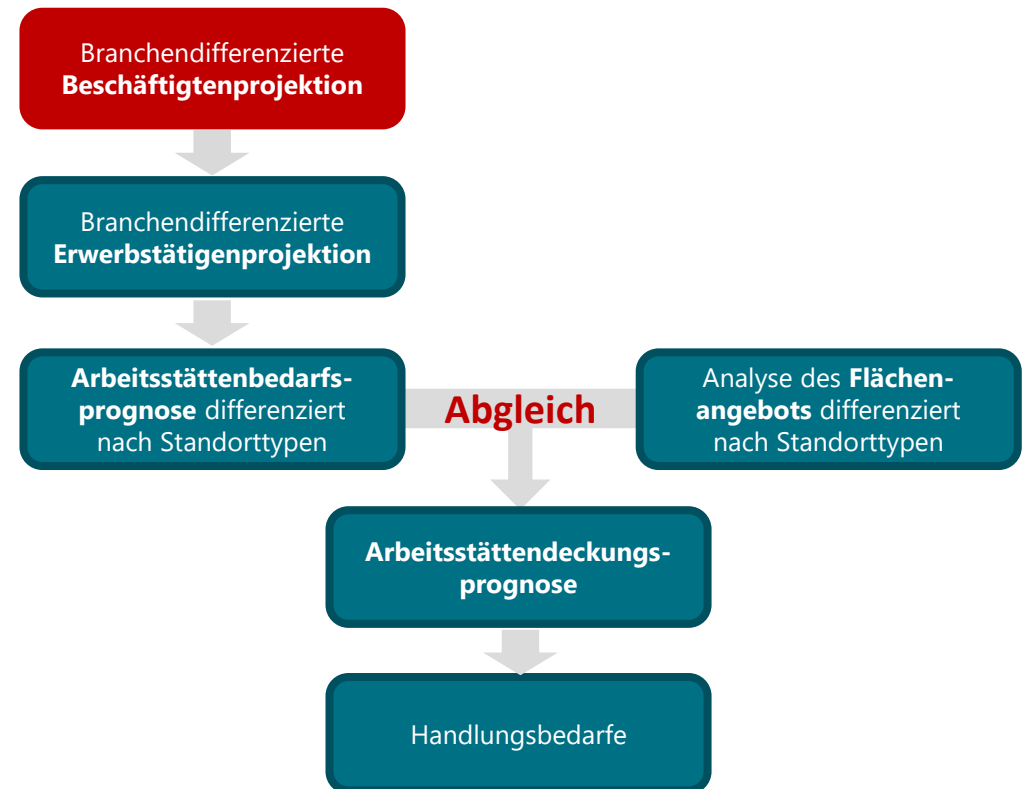 Branchendifferenzierte
Beschäftigtenprojektion
Branchendifferenzierte
Erwerbstätigenprojektion
Arbeitsstättenbedarfs-
prognose differenziert
nach Standorttypen
Abgleich
Analyse des Flächen-
angebots differenziert
nach Standorttypen
Arbeitsstättendeckungs-
prognose
Handlungsbedarfe